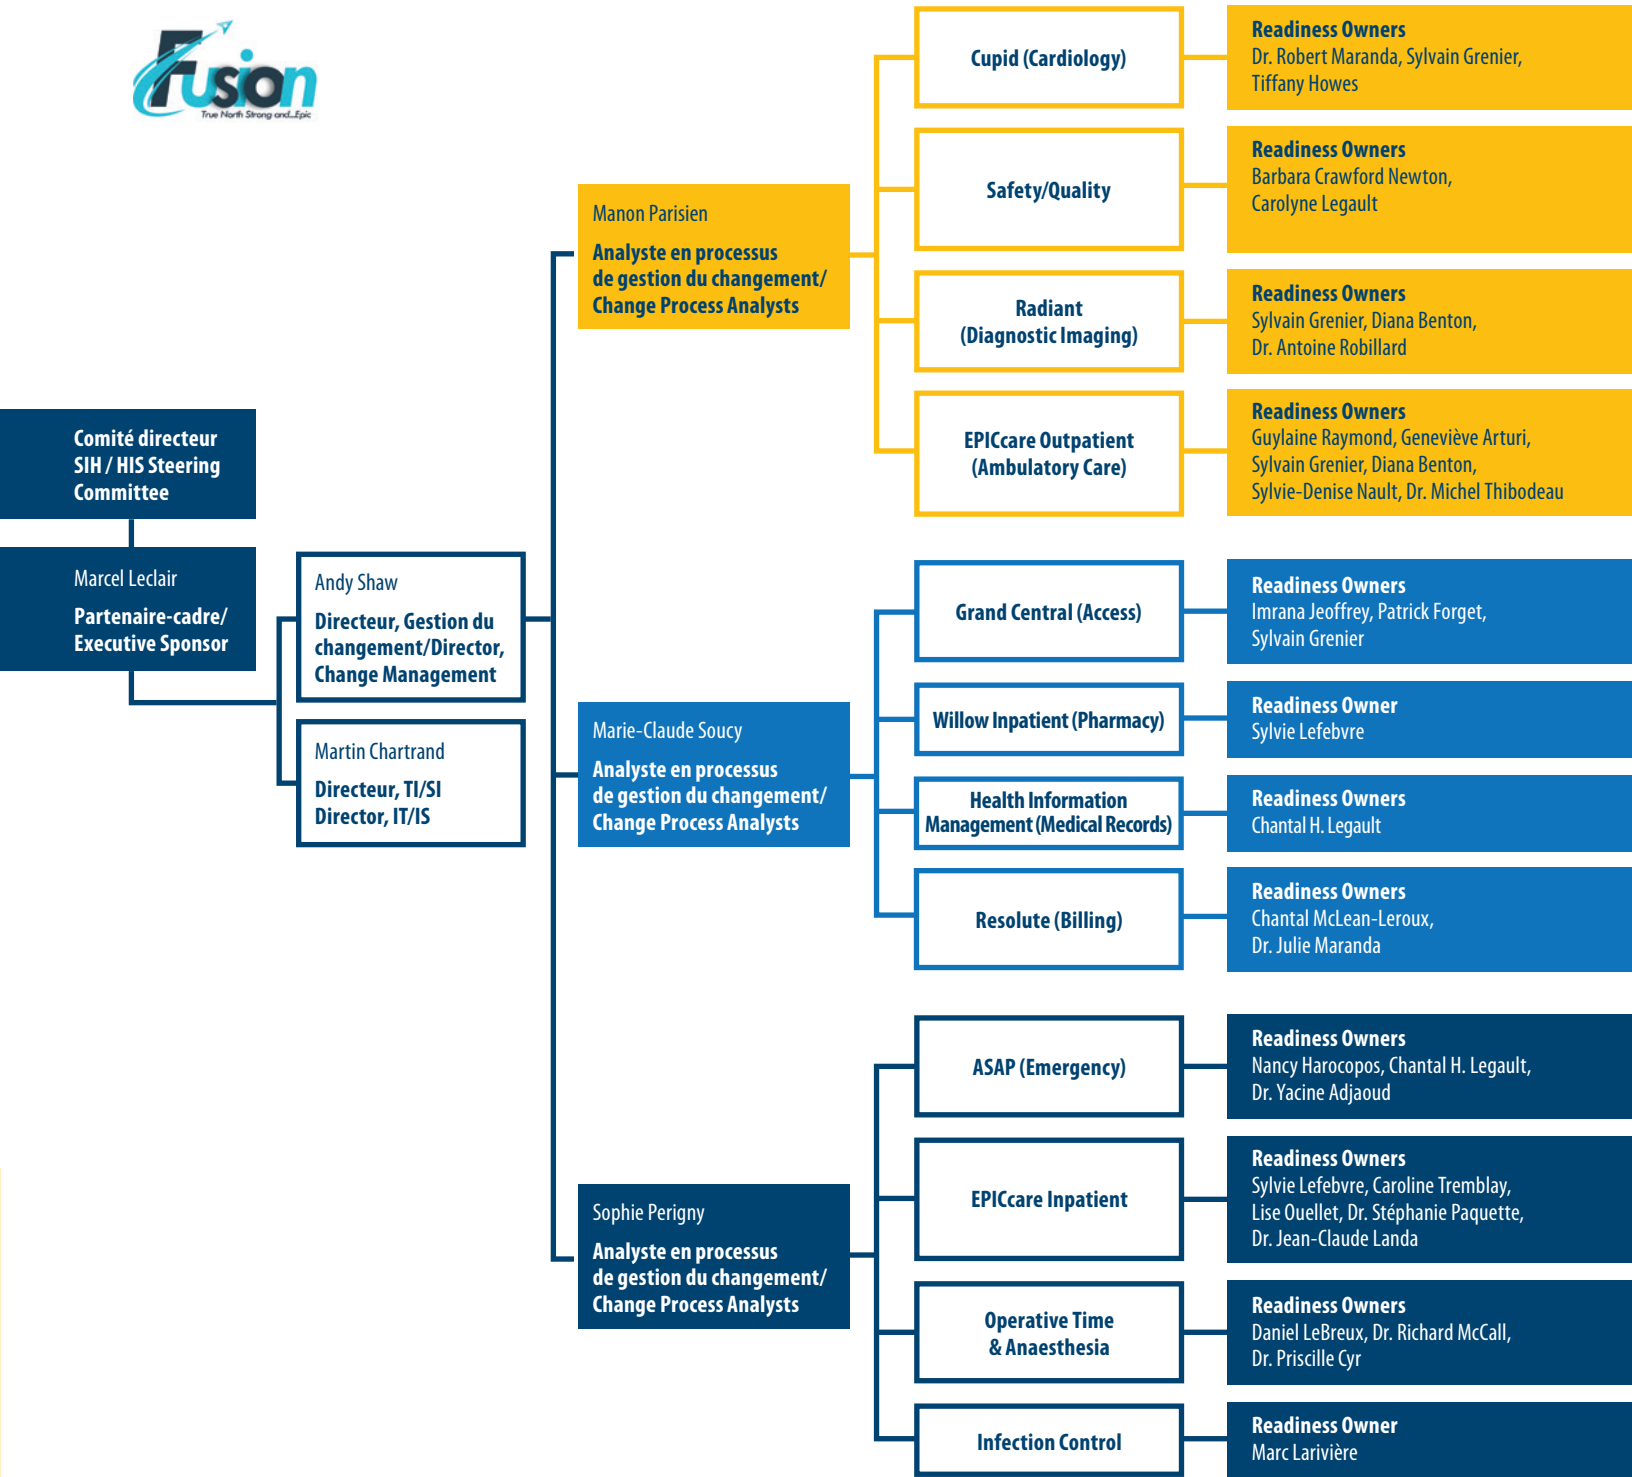 Fusion
True North Strong and...Epic
Comité directeur
SIH / HIS Steering
Committee
Marcel Leclair
Partenaire-cadre/
Executive Sponsor
Andy Shaw
Directeur, Gestion du
changement/Director,
Change Management
Martin Chartrand
Directeur, TI/SI
Director, IT/IS
Manon Parisien
Analyste en processus
de gestion du changement/
Change Process Analysts
Cupid (Cardiology)
Readiness Owners
Dr. Robert Maranda, Sylvain Grenier,
Tiffany Howes
Safety/Quality
Readiness Owners
Barbara Crawford Newton,
Carolyne Legault
Radiant
(Diagnostic Imaging)
Readiness Owners
Sylvain Grenier, Diana Benton,
Dr. Antoine Robillard
EPICcare Outpatient
(Ambulatory Care)
Readiness Owners
Guylaine Raymond, Geneviève Arturi,
Sylvain Grenier, Diana Benton,
Sylvie-Denise Nault, Dr. Michel Thibodeau
Marie-Claude Soucy
Analyste en processus
de gestion du changement/
Change Process Analysts
Grand Central (Access)
Readiness Owners
Imrana Jeoffrey, Patrick Forget,
Sylvain Grenier
Willow Inpatient (Pharmacy)
Readiness Owner
Sylvie Lefebvre
Health Information
Management (Medical Records)
Readiness Owners
Chantal H. Legault
Resolute (Billing)
Readiness Owners
Chantal McLean-Leroux,
Dr. Julie Maranda
Sophie Perigny
Analyste en processus
de gestion du changement/
Change Process Analysts
ASAP (Emergency)
Readiness Owners
Nancy Harocopos, Chantal H. Legault,
Dr. Yacine Adjaoud
EPICcare Inpatient
Readiness Owners
Sylvie Lefebvre, Caroline Tremblay,
Lise Ouellet, Dr. Stéphanie Paquette,
Dr. Jean-Claude Landa
Operative Time
& Anaesthesia
Readiness Owners
Daniel LeBreux, Dr. Richard McCall,
Dr. Priscille Cyr
Infection Control
Readiness Owner
Marc Larivière